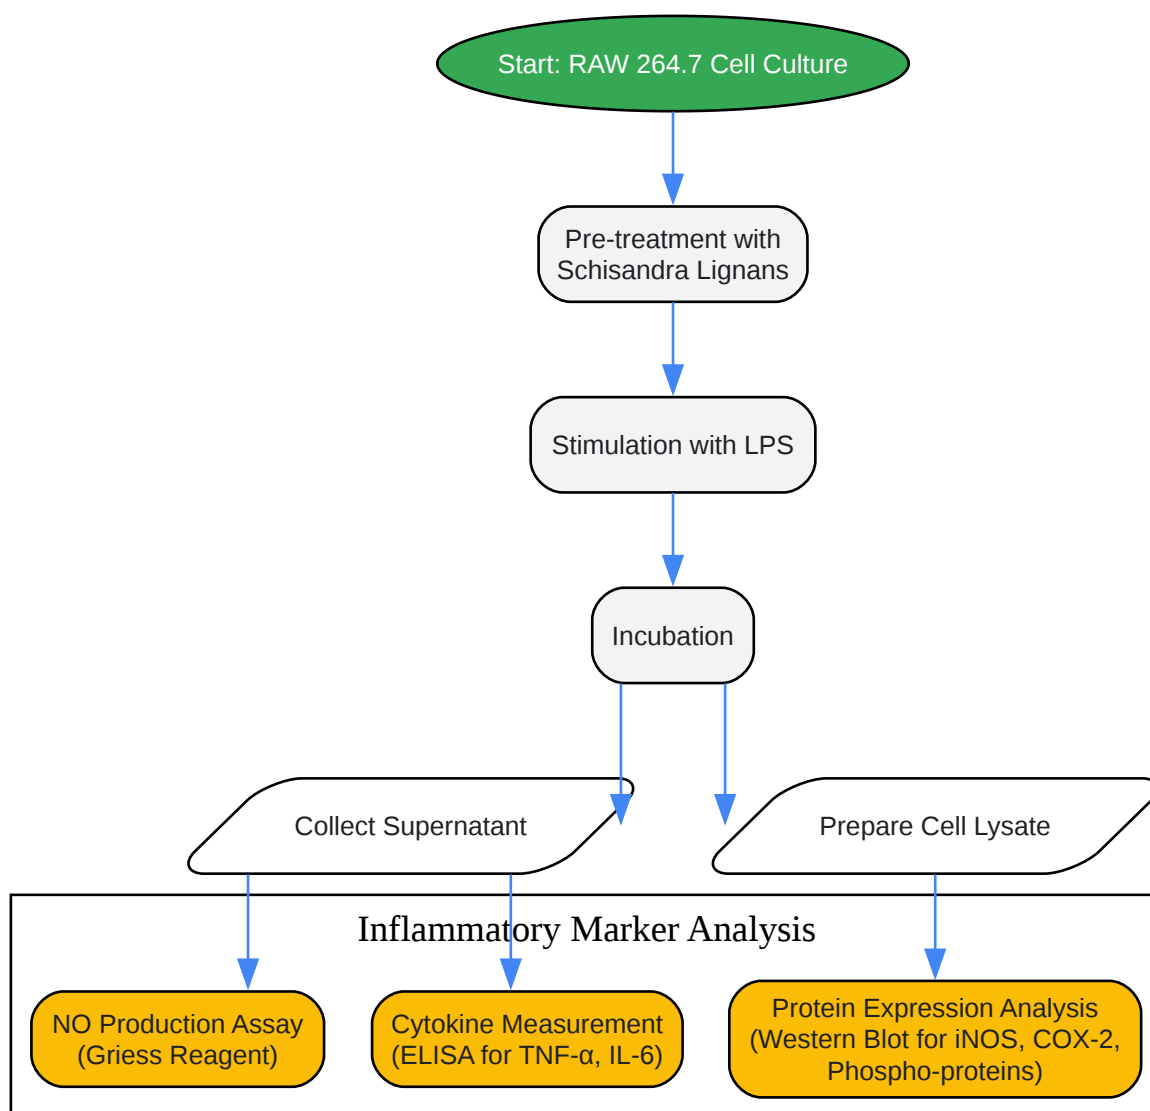 Start: RAW 264.7 Cell Culture
Pre-treatment with
Schisandra Lignans
Stimulation with LPS
Incubation
Collect Supernatant
Prepare Cell Lysate
Inflammatory Marker Analysis
NO Production Assay
(Griess Reagent)
Cytokine Measurement
(ELISA for TNF-α, IL-6)
Protein Expression Analysis
(Western Blot for iNOS, COX-2,
Phospho-proteins)